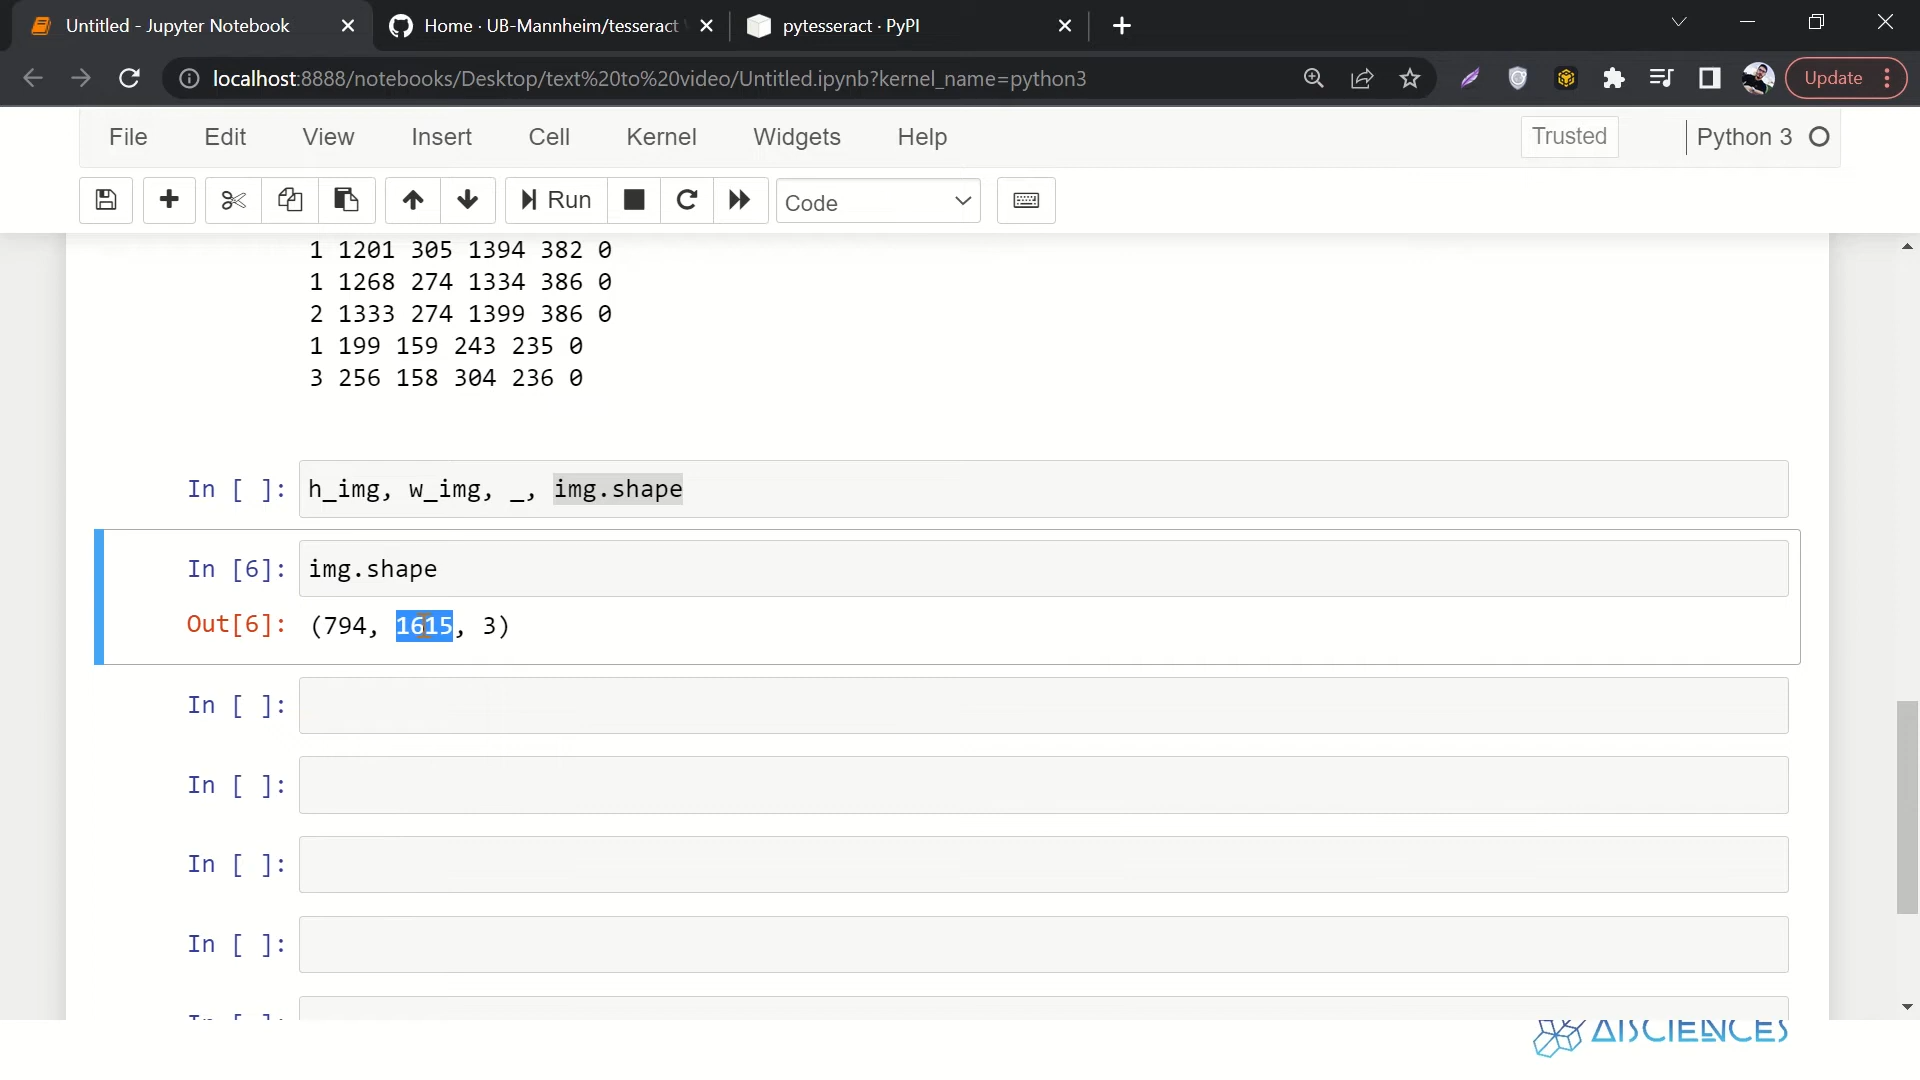 Untitled - Jupyter Notebook
Home · UB-Mannheim/tesseract
pytesseract · PyPI
localhost:8888/notebooks/Desktop/text%20to%20video/Untitled.ipynb?kernel_name=python3
Update
File Edit View Insert Cell Kernel Widgets Help
Trusted
Python 3
Run
Code
1 1201 305 1394 382 0
1 1268 274 1334 386 0
2 1333 274 1399 386 0
1 199 159 243 235 0
3 256 158 304 236 0
In [ ]: h_img, w_img, _, img.shape
In [6]: img.shape
Out[6]: (794, 1615, 3)
In [ ]:
In [ ]:
In [ ]:
In [ ]:
In [ ]:
AISCIENCES